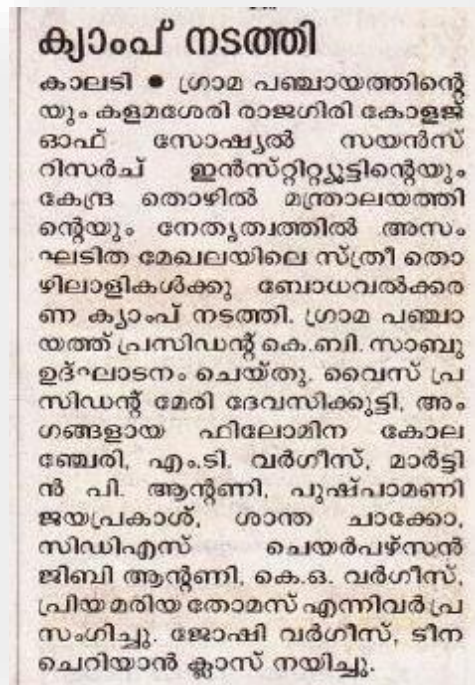 ക്യാംപ് നടത്തി
കാലടി ● ഗ്രാമ പഞ്ചായത്തിന്റെ
യും കളമശേരി രാജഗിരി കോളജ്
ഓഫ് സോഷ്യൽ സയൻസ്
റിസർച് ഇൻസ്റ്റിറ്റ്യൂട്ടിന്റെയും
കേന്ദ്ര തൊഴിൽ മന്ത്രാലയത്തി
ന്റെയും നേതൃത്വത്തിൽ അസം
ഘടിത മേഖലയിലെ സ്ത്രീ തൊ
ഴിലാളികൾക്കു ബോധവൽക്കര
ണ ക്യാംപ് നടത്തി. ഗ്രാമ പഞ്ചാ
യത്ത് പ്രസിഡന്റ് കെ.ബി. സാബു
ഉദ്ഘാടനം ചെയ്തു. വൈസ് പ്ര
സിഡന്റ് മേരി ദേവസിക്കുട്ടി, അം
ഗങ്ങളായ ഫിലോമിന കോല
ഞ്ചേരി, എം.ടി. വർഗീസ്, മാർട്ടി
ൻ പി. ആന്റണി, പുഷ്പാമണി
ജയപ്രകാശ്, ശാന്ത ചാക്കോ,
സിഡിഎസ് ചെയർപഴ്സൻ
ജിബി ആന്റണി, കെ.ഒ. വർഗീസ്,
പ്രിയ മരിയ തോമസ് എന്നിവർ പ്ര
സംഗിച്ചു. ജോഷി വർഗീസ്, ടീന
ചെറിയാൻ ക്ലാസ് നയിച്ചു.